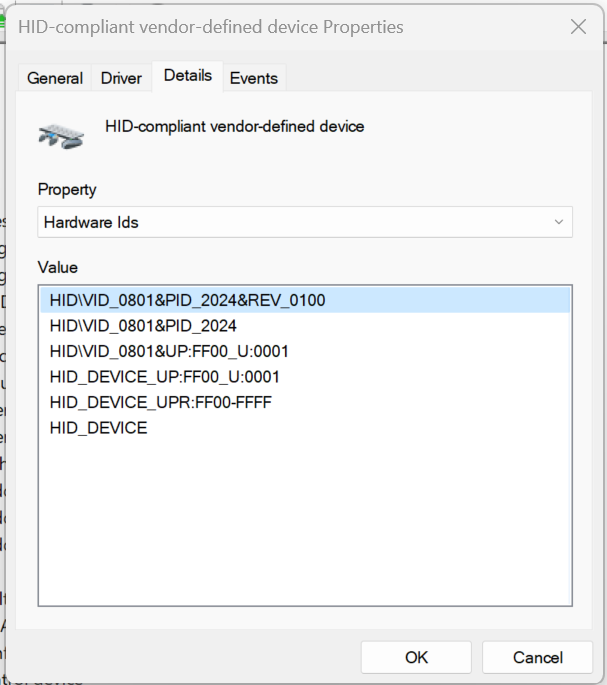 HID-compliant vendor-defined device Properties
General
Driver
Details
Events
HID-compliant vendor-defined device
Property
Hardware Ids
Value
HID\VID_0801&PID_2024&REV_0100
HID\VID_0801&PID_2024
HID\VID_0801&UP:FF00_U:0001
HID_DEVICE_UP:FF00_U:0001
HID_DEVICE_UPR:FF00-FFFF
HID_DEVICE
OK
Cancel